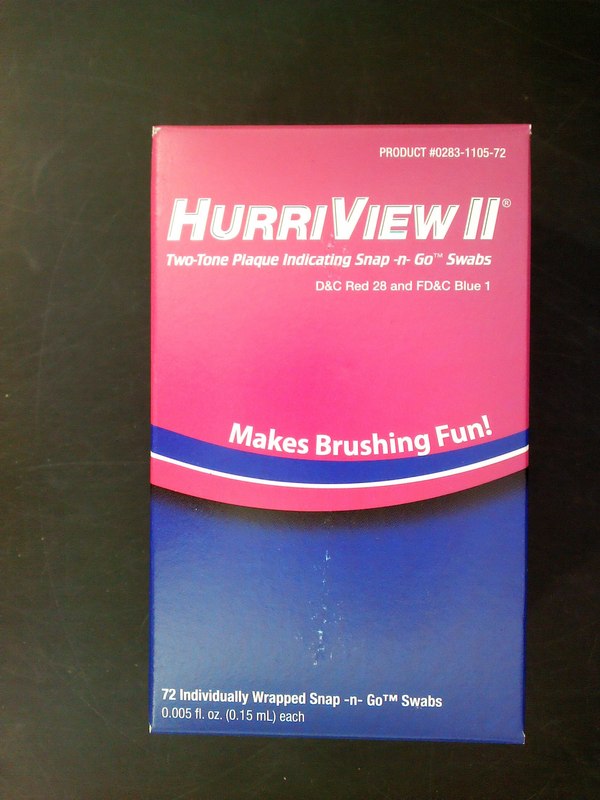 PRODUCT #0283-1105-72
HURRIVIEW II®
Two-Tone Plaque Indicating Snap -n- Go™ Swabs
D&C Red 28 and FD&C Blue 1
Makes Brushing Fun!
72 Individually Wrapped Snap -n- Go™ Swabs
0.005 fl. oz. (0.15 mL) each